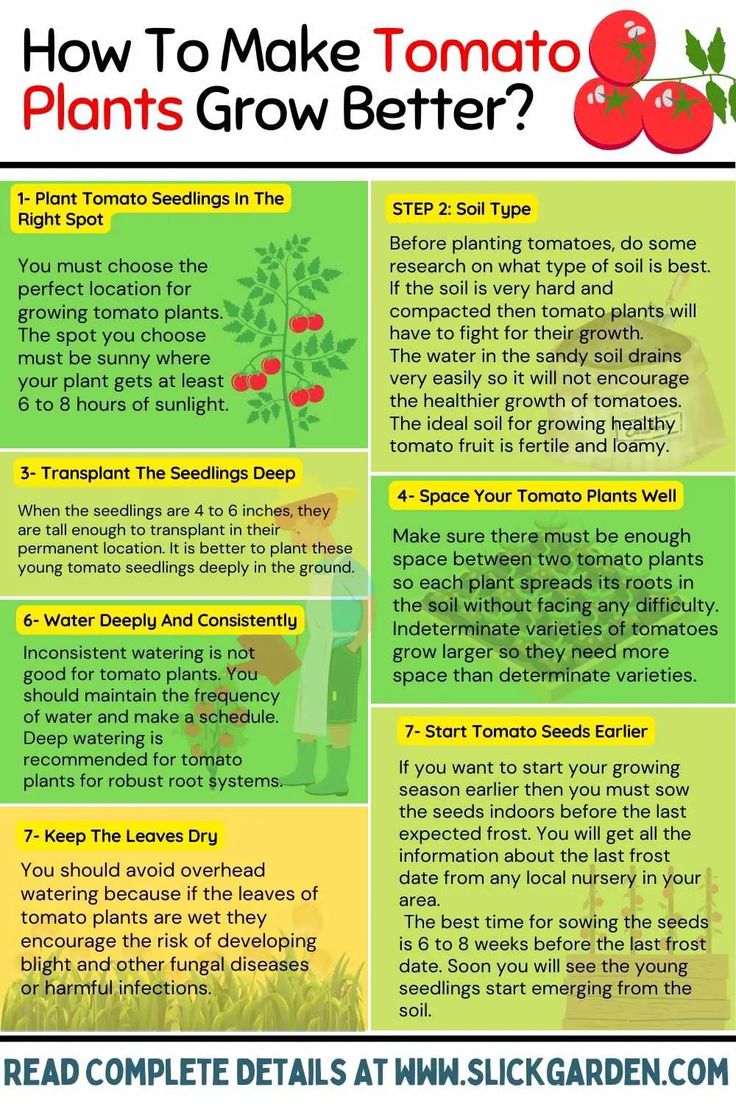 How To Make Tomato
Plants Grow Better?
1- Plant Tomato Seedlings In The
Right Spot
You must choose the
perfect location for
growing tomato plants.
The spot you choose
must be sunny where
your plant gets at least
6 to 8 hours of sunlight.
STEP 2: Soil Type
Before planting tomatoes, do some
research on what type of soil is best.
If the soil is very hard and
compacted then tomato plants will
have to fight for their growth.
The water in the sandy soil drains
very easily so it will not encourage
the healthier growth of tomatoes.
The ideal soil for growing healthy
tomato fruit is fertile and loamy.
3- Transplant The Seedlings Deep
When the seedlings are 4 to 6 inches, they
are tall enough to transplant in their
permanent location. It is better to plant these
young tomato seedlings deeply in the ground.
4- Space Your Tomato Plants Well
Make sure there must be enough
space between two tomato plants
so each plant spreads its roots in
the soil without facing any difficulty.
Indeterminate varieties of tomatoes
grow larger so they need more
space than determinate varieties.
6- Water Deeply And Consistently
Inconsistent watering is not
good for tomato plants. You
should maintain the frequency
of water and make a schedule.
Deep watering is
recommended for tomato
plants for robust root systems.
7- Start Tomato Seeds Earlier
If you want to start your growing
season earlier then you must sow
the seeds indoors before the last
expected frost. You will get all the
information about the last frost
date from any local nursery in your
area.
The best time for sowing the seeds
is 6 to 8 weeks before the last frost
date. Soon you will see the young
seedlings start emerging from the
soil.
7- Keep The Leaves Dry
You should avoid overhead
watering because if the leaves of
tomato plants are wet they
encourage the risk of developing
blight and other fungal diseases
or harmful infections.
READ COMPLETE DETAILS AT WWW.SLICKGARDEN.COM